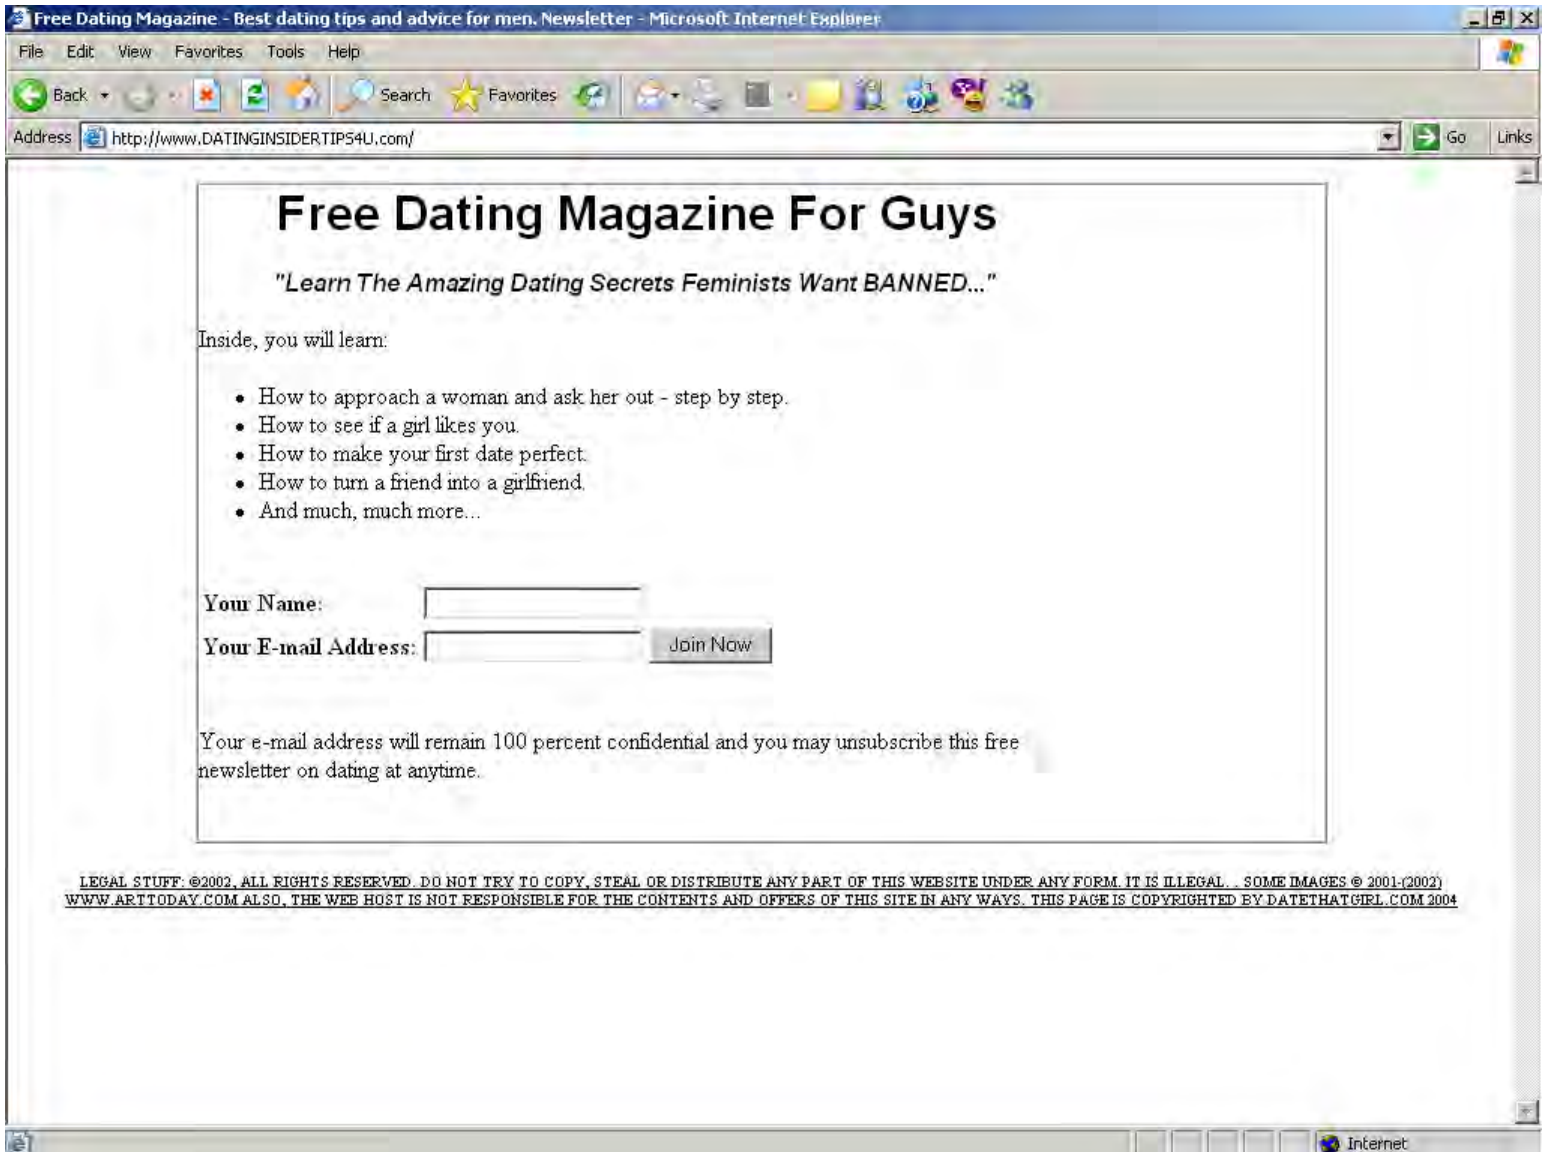 Free Dating Magazine - Best dating tips and advice for men. Newsletter - Microsoft Internet Explorer
File Edit View Favorites Tools Help
Back Search Favorites
Address http://www.DATINGINSIDERTIPS4U.com/ Go Links
Free Dating Magazine For Guys
"Learn The Amazing Dating Secrets Feminists Want BANNED..."
Inside, you will learn:
• How to approach a woman and ask her out - step by step.
• How to see if a girl likes you.
• How to make your first date perfect.
• How to turn a friend into a girlfriend.
• And much, much more...
Your Name:
Your E-mail Address: Join Now
Your e-mail address will remain 100 percent confidential and you may unsubscribe this free
newsletter on dating at anytime.
LEGAL STUFF: ©2002, ALL RIGHTS RESERVED. DO NOT TRY TO COPY, STEAL OR DISTRIBUTE ANY PART OF THIS WEBSITE UNDER ANY FORM. IT IS ILLEGAL. . SOME IMAGES © 2001-(2002)
WWW.ARTTODAY.COM ALSO, THE WEB HOST IS NOT RESPONSIBLE FOR THE CONTENTS AND OFFERS OF THIS SITE IN ANY WAYS. THIS PAGE IS COPYRIGHTED BY DATETHATGIRL.COM 2004
Internet